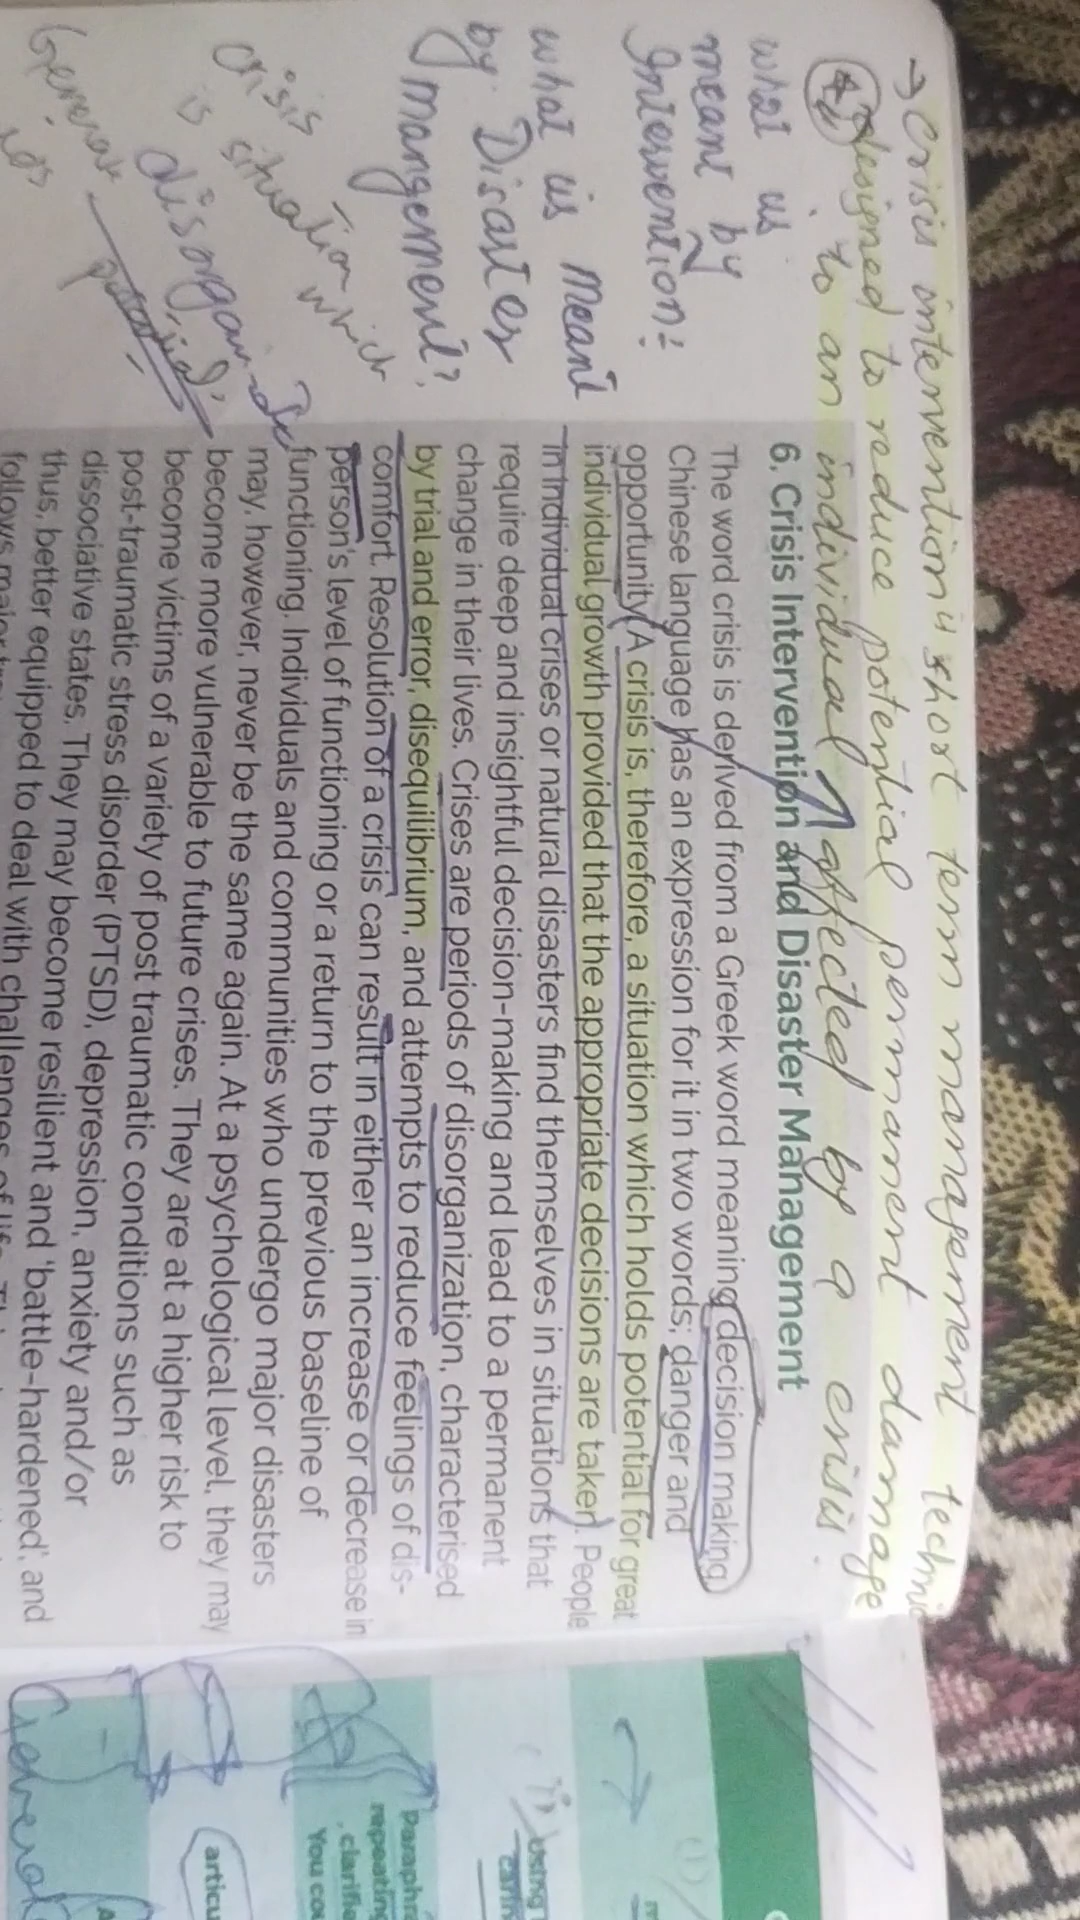 → Crisis intervention is short term management
designed to reduce potential permanent damage
to an individual affected by a crisis.
what is
meant by
Intervention:-
what is meant
by Disaster
mangement?
crisis
is situation which
is disorganized
6. Crisis Intervention and Disaster Management
The word crisis is derived from a Greek word meaning decision making.
Chinese language has an expression for it in two words; danger and
opportunity. A crisis is, therefore, a situation which holds potential for great
individual growth provided that the appropriate decisions are taken. People
in individual crises or natural disasters find themselves in situations that
require deep and insightful decision-making and lead to a permanent
change in their lives. Crises are periods of disorganization, characterised
by trial and error, disequilibrium, and attempts to reduce feelings of dis-
comfort. Resolution of a crisis can result in either an increase or decrease in
person's level of functioning or a return to the previous baseline of
functioning. Individuals and communities who undergo major disasters
may, however, never be the same again. At a psychological level, they may
become more vulnerable to future crises. They are at a higher risk to
become victims of a variety of post traumatic conditions such as
post-traumatic stress disorder (PTSD), depression, anxiety and/or
dissociative states. They may become resilient and 'battle-hardened', and
thus, better equipped to deal with challenges of life.
follows major
i) using
Paraphra
repeating
clarifie
You cou
articu